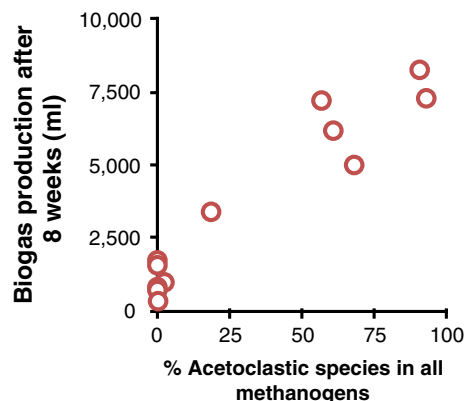 Biogas production after
8 weeks (ml)
10,000
7,500
5,000
2,500
0
0 25 50 75 100
% Acetoclastic species in all
methanogens